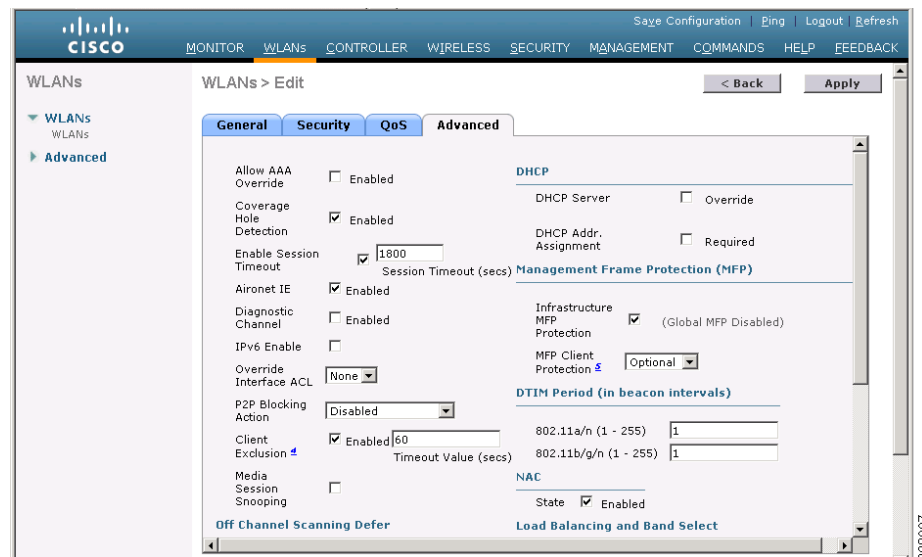 Save Configuration | Ping | Logout | Refresh
CISCO
MONITOR WLANs CONTROLLER WIRELESS SECURITY MANAGEMENT COMMANDS HELP FEEDBACK
WLANs
WLANs
WLANs
Advanced
WLANs > Edit
< Back
Apply
General Security QoS Advanced
Allow AAA
Override
Enabled
Coverage
Hole
Detection
Enabled
Enable Session
Timeout
1800
Session Timeout (secs)
Aironet IE
Enabled
Diagnostic
Channel
Enabled
IPv6 Enable
Override
Interface ACL
None
P2P Blocking
Action
Disabled
Client
Exclusion 4
Enabled
60
Timeout Value (secs)
Media
Session
Snooping
Off Channel Scanning Defer
DHCP
DHCP Server
Override
DHCP Addr.
Assignment
Required
Management Frame Protection (MFP)
Infrastructure
MFP
Protection
(Global MFP Disabled)
MFP Client
Protection 5
Optional
DTIM Period (in beacon intervals)
802.11a/n (1 - 255)
1
802.11b/g/n (1 - 255)
1
NAC
State
Enabled
Load Balancing and Band Select